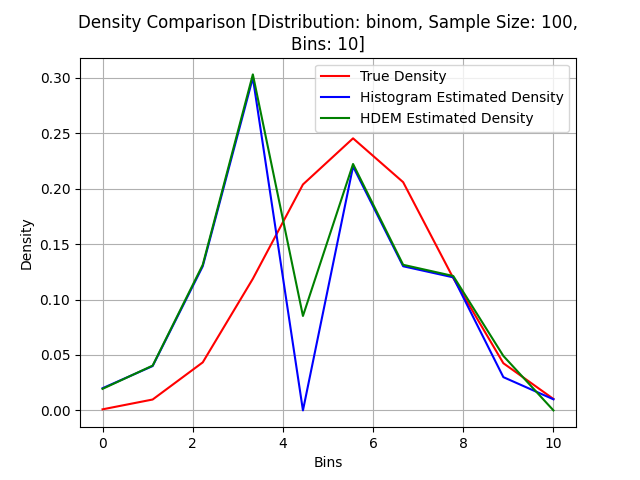 Density Comparison [Distribution: binom, Sample Size: 100,
Bins: 10]
True Density
Histogram Estimated Density
HDEM Estimated Density
Density
0.30
0.25
0.20
0.15
0.10
0.05
0.00
0 2 4 6 8 10
Bins